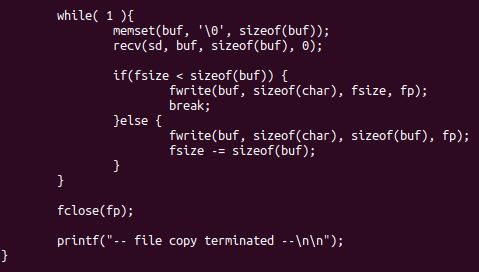 while( 1 ){
memset(buf, '\0', sizeof(buf));
recv(sd, buf, sizeof(buf), 0);
if(fsize < sizeof(buf)) {
fwrite(buf, sizeof(char), fsize, fp);
break;
}else {
fwrite(buf, sizeof(char), sizeof(buf), fp);
fsize -= sizeof(buf);
}
}
fclose(fp);
printf("-- file copy terminated --\n\n");
}